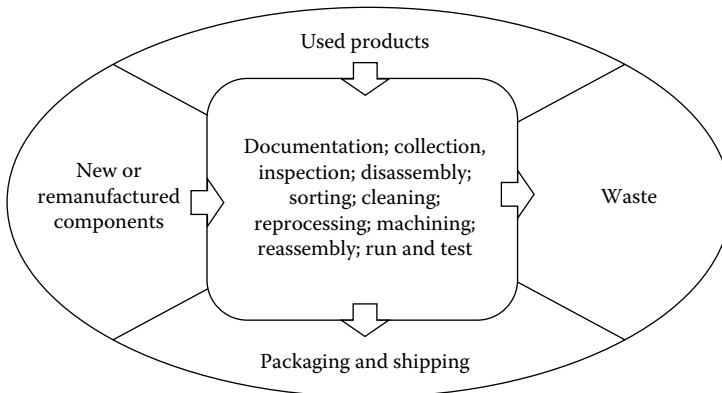 Used products
New or
remanufactured
components
Documentation; collection,
inspection; disassembly;
sorting; cleaning;
reprocessing; machining;
reassembly; run and test
Waste
Packaging and shipping